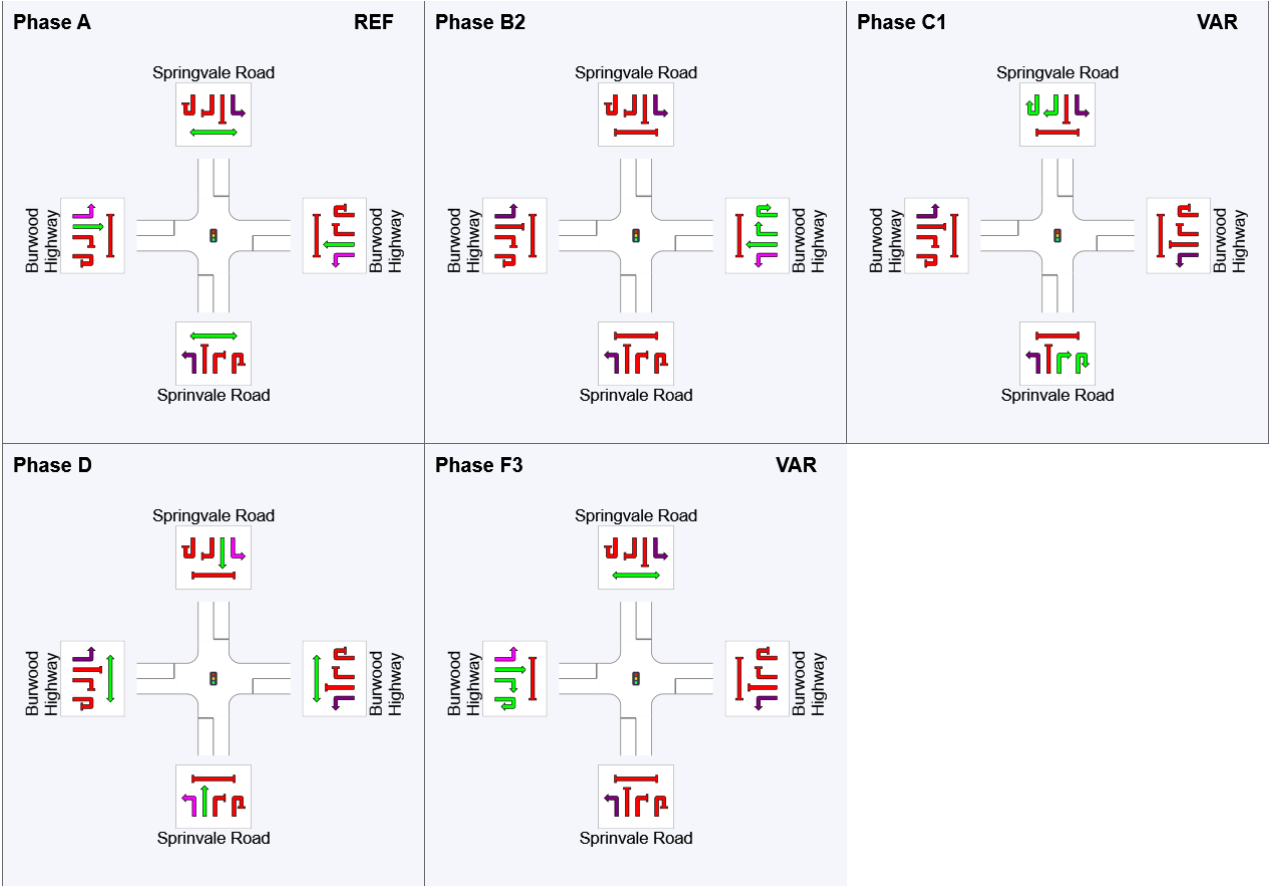 Phase A
REF
Springvale Road
Burwood
Highway
Burwood
Highway
Sprinvale Road
Phase B2
Springvale Road
Burwood
Highway
Burwood
Highway
Sprinvale Road
Phase C1
VAR
Springvale Road
Burwood
Highway
Burwood
Highway
Sprinvale Road
Phase D
Springvale Road
Burwood
Highway
Burwood
Highway
Sprinvale Road
Phase F3
VAR
Springvale Road
Burwood
Highway
Burwood
Highway
Sprinvale Road